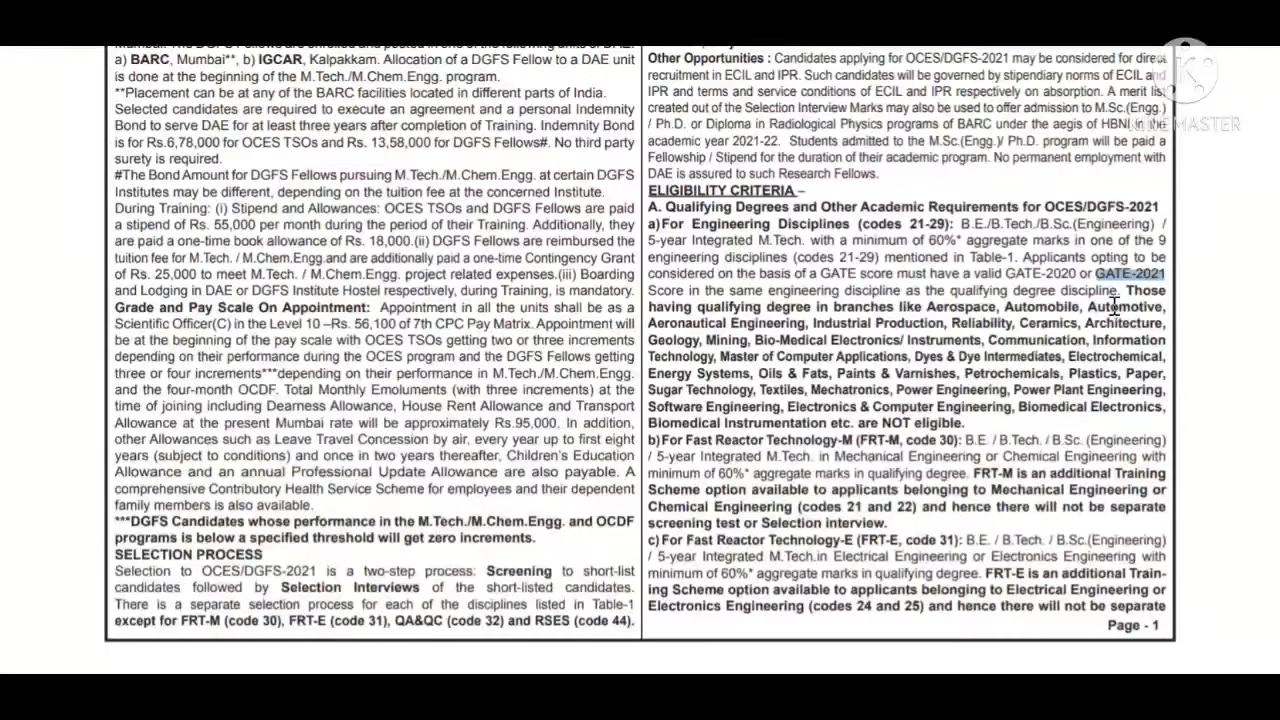 a) BARC, Mumbai**, b) IGCAR, Kalpakkam. Allocation of a DGFS Fellow to a DAE unit
is done at the beginning of the M.Tech./M.Chem.Engg. program.
**Placement can be at any of the BARC facilities located in different parts of India.
Selected candidates are required to execute an agreement and a personal Indemnity
Bond to serve DAE for at least three years after completion of Training. Indemnity Bond
is for Rs.6,78,000 for OCES TSOs and Rs. 13,58,000 for DGFS Fellows#. No third party
surety is required.
#The Bond Amount for DGFS Fellows pursuing M.Tech./M.Chem.Engg. at certain DGFS
Institutes may be different, depending on the tuition fee at the concerned Institute.
During Training: (i) Stipend and Allowances: OCES TSOs and DGFS Fellows are paid
a stipend of Rs. 55,000 per month during the period of their Training. Additionally, they
are paid a one-time book allowance of Rs. 18,000.(ii) DGFS Fellows are reimbursed the
tuition fee for M.Tech. / M.Chem.Engg.and are additionally paid a one-time Contingency Grant
of Rs. 25,000 to meet M.Tech. / M.Chem.Engg. project related expenses.(iii) Boarding
and Lodging in DAE or DGFS Institute Hostel respectively, during Training, is mandatory.
Grade and Pay Scale On Appointment: Appointment in all the units shall be as a
Scientific Officer(C) in the Level 10 –Rs. 56,100 of 7th CPC Pay Matrix. Appointment will
be at the beginning of the pay scale with OCES TSOs getting two or three increments
depending on their performance during the OCES program and the DGFS Fellows getting
three or four increments***depending on their performance in M.Tech./M.Chem.Engg.
and the four-month OCDF. Total Monthly Emoluments (with three increments) at the
time of joining including Dearness Allowance, House Rent Allowance and Transport
Allowance at the present Mumbai rate will be approximately Rs.95,000. In addition,
other Allowances such as Leave Travel Concession by air, every year up to first eight
years (subject to conditions) and once in two years thereafter, Children's Education
Allowance and an annual Professional Update Allowance are also payable. A
comprehensive Contributory Health Service Scheme for employees and their dependent
family members is also available.
***DGFS Candidates whose performance in the M.Tech./M.Chem.Engg. and OCDF
programs is below a specified threshold will get zero increments.
SELECTION PROCESS
Selection to OCES/DGFS-2021 is a two-step process: Screening to short-list
candidates followed by Selection Interviews of the short-listed candidates.
There is a separate selection process for each of the disciplines listed in Table-1
except for FRT-M (code 30), FRT-E (code 31), QA&QC (code 32) and RSES (code 44).
Other Opportunities : Candidates applying for OCES/DGFS-2021 may be considered for direct
recruitment in ECIL and IPR. Such candidates will be governed by stipendiary norms of ECIL and
IPR and terms and service conditions of ECIL and IPR respectively on absorption. A merit list
created out of the Selection Interview Marks may also be used to offer admission to M.Sc.(Engg.)
/ Ph.D. or Diploma in Radiological Physics programs of BARC under the aegis of HBNI in the
academic year 2021-22. Students admitted to the M.Sc.(Engg.)/ Ph.D. program will be paid a
Fellowship / Stipend for the duration of their academic program. No permanent employment with
DAE is assured to such Research Fellows.
ELIGIBILITY CRITERIA –
A. Qualifying Degrees and Other Academic Requirements for OCES/DGFS-2021
a)For Engineering Disciplines (codes 21-29): B.E./B.Tech./B.Sc.(Engineering) /
5-year Integrated M.Tech. with a minimum of 60%* aggregate marks in one of the 9
engineering disciplines (codes 21-29) mentioned in Table-1. Applicants opting to be
considered on the basis of a GATE score must have a valid GATE-2020 or GATE-2021
Score in the same engineering discipline as the qualifying degree discipline. Those
having qualifying degree in branches like Aerospace, Automobile, Automotive,
Aeronautical Engineering, Industrial Production, Reliability, Ceramics, Architecture,
Geology, Mining, Bio-Medical Electronics/ Instruments, Communication, Information
Technology, Master of Computer Applications, Dyes & Dye Intermediates, Electrochemical,
Energy Systems, Oils & Fats, Paints & Varnishes, Petrochemicals, Plastics, Paper,
Sugar Technology, Textiles, Mechatronics, Power Engineering, Power Plant Engineering,
Software Engineering, Electronics & Computer Engineering, Biomedical Electronics,
Biomedical Instrumentation etc. are NOT eligible.
b)For Fast Reactor Technology-M (FRT-M, code 30): B.E. / B.Tech. / B.Sc. (Engineering)
/ 5-year Integrated M.Tech. in Mechanical Engineering or Chemical Engineering with
minimum of 60%* aggregate marks in qualifying degree. FRT-M is an additional Training
Scheme option available to applicants belonging to Mechanical Engineering or
Chemical Engineering (codes 21 and 22) and hence there will not be separate
screening test or Selection interview.
c)For Fast Reactor Technology-E (FRT-E, code 31): B.E. / B.Tech. / B.Sc.(Engineering)
/ 5-year Integrated M.Tech.in Electrical Engineering or Electronics Engineering with
minimum of 60%* aggregate marks in qualifying degree. FRT-E is an additional Train-
ing Scheme option available to applicants belonging to Electrical Engineering or
Electronics Engineering (codes 24 and 25) and hence there will not be separate
Page - 1
KINEMASTER